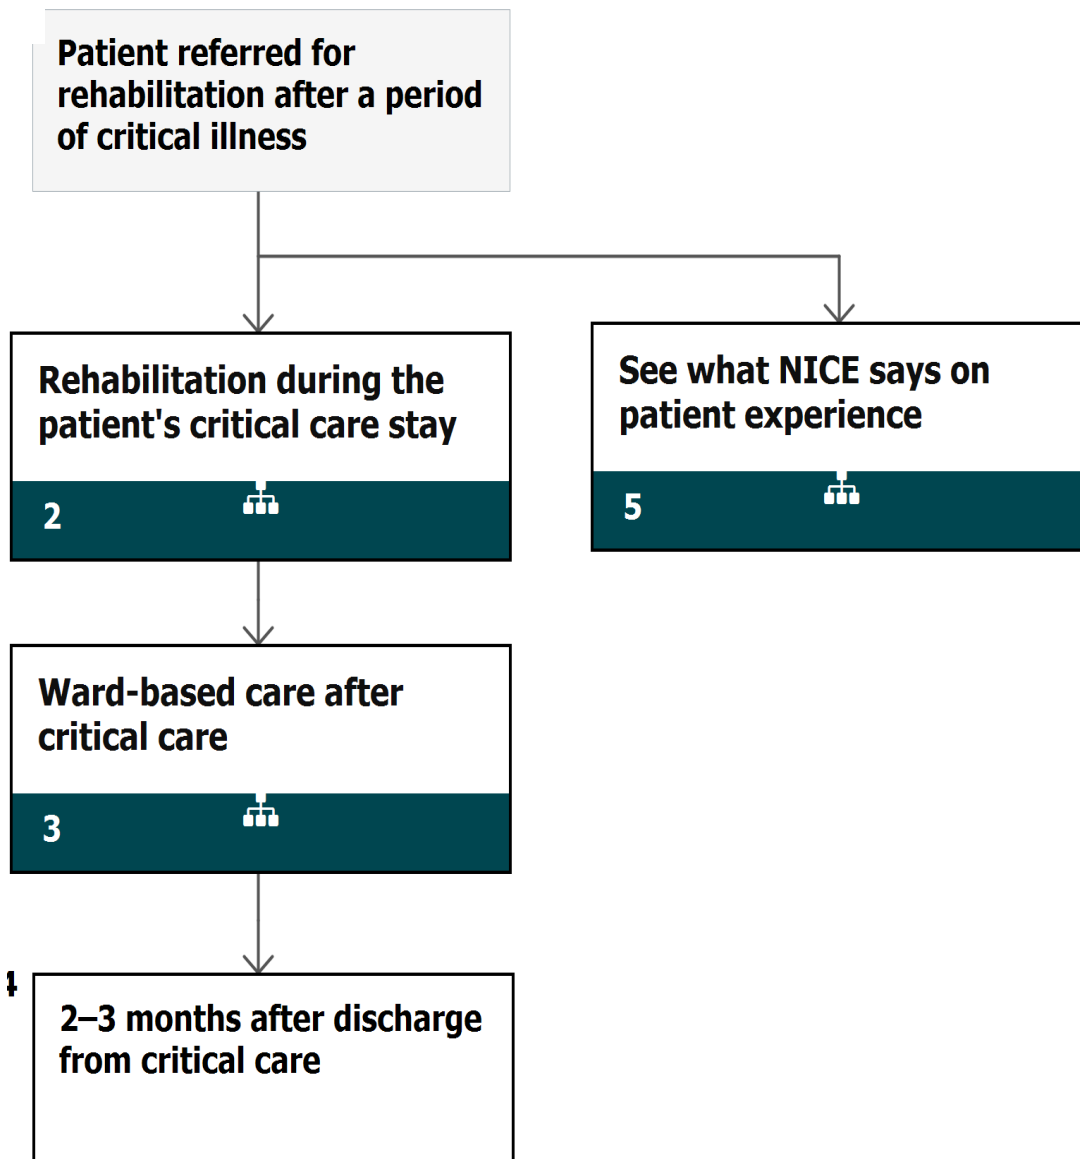 Patient referred for
rehabilitation after a period
of critical illness
Rehabilitation during the
patient's critical care stay
2
See what NICE says on
patient experience
5
Ward-based care after
critical care
3
4
2–3 months after discharge
from critical care